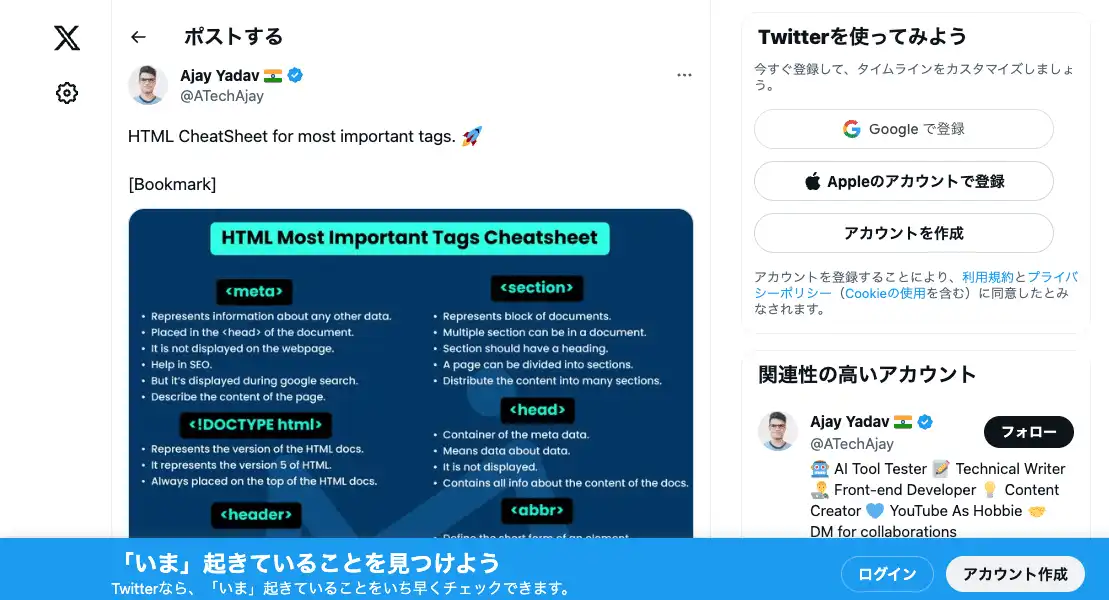 ポストする
Ajay Yadav
@ATechAjay
HTML CheatSheet for most important tags.
[Bookmark]
HTML Most Important Tags Cheatsheet
<meta>
• Represents information about any other data.
• Placed in the <head> of the document.
• It is not displayed on the webpage.
• Help in SEO.
• But it's displayed during google search.
• Describe the content of the page.
<!DOCTYPE html>
• Represents the version of the HTML docs.
• It represents the version 5 of HTML.
• Always placed on the top of the HTML docs.
<header>
<section>
• Represents block of documents.
• Multiple section can be in a document.
• Section should have a heading.
• A page can be divided into sections.
• Distribute the content into many sections.
<head>
• Container of the meta data.
• Means data about data.
• It is not displayed.
• Contains all info about the content of the docs.
<abbr>
• Define the short form of an element
Twitterを使ってみよう
今すぐ登録して、タイムラインをカスタマイズしましょ
う。
Google で登録
Appleのアカウントで登録
アカウントを作成
アカウントを登録することにより、利用規約とプライバ
シーポリシー（Cookieの使用を含む）に同意したとみ
なされます。
関連性の高いアカウント
Ajay Yadav
@ATechAjay
フォロー
AI Tool Tester Technical Writer
Front-end Developer Content
Creator YouTube As Hobbie
DM for collaborations
「いま」起きていることを見つけよう
Twitterなら、「いま」起きていることをいち早くチェックできます。
ログイン
アカウント作成